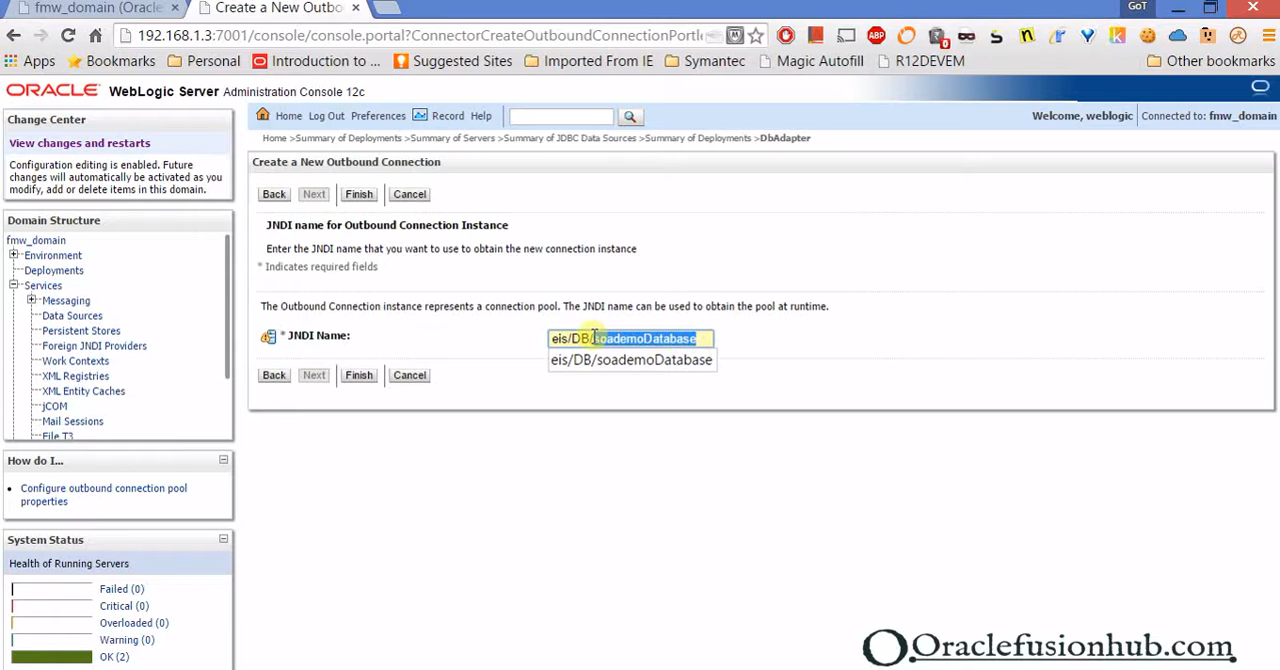 fmw_domain (Oracle
Create a New Outbo
GoT
192.168.1.3:7001/console/console.portal?ConnectorCreateOutboundConnectionPortle
Apps
Bookmarks
Personal
Introduction to ...
Suggested Sites
Imported From IE
Symantec
Magic Autofill
R12DEVEM
Other bookmarks
ORACLE WebLogic Server Administration Console 12c
Change Center
View changes and restarts
Configuration editing is enabled. Future
changes will automatically be activated as you
modify, add or delete items in this domain.
Domain Structure
fmw_domain
Environment
Deployments
Services
Messaging
Data Sources
Persistent Stores
Foreign JNDI Providers
Work Contexts
XML Registries
XML Entity Caches
jCOM
Mail Sessions
File T3
How do I...
Configure outbound connection pool
properties
System Status
Health of Running Servers
Failed (0)
Critical (0)
Overloaded (0)
Warning (0)
OK (2)
Home Log Out Preferences Record Help
Welcome, weblogic Connected to: fmw_domain
Home >Summary of Deployments >Summary of Servers >Summary of JDBC Data Sources >Summary of Deployments >DbAdapter
Create a New Outbound Connection
Back Next Finish Cancel
JNDI name for Outbound Connection Instance
Enter the JNDI name that you want to use to obtain the new connection instance
* Indicates required fields
The Outbound Connection instance represents a connection pool. The JNDI name can be used to obtain the pool at runtime.
* JNDI Name: eis/DB/soademoDatabase
eis/DB/soademoDatabase
Back Next Finish Cancel
Oraclefusionhub.com